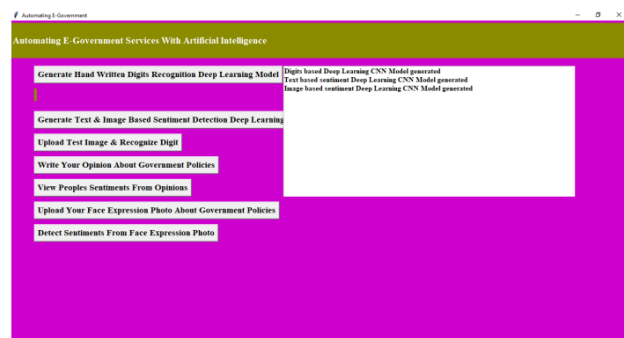 Automating E-Government
Automating E-Government Services With Artificial Intelligence
Generate Hand Written Digits Recognition Deep Learning Model
Generate Text & Image Based Sentiment Detection Deep Learning
Upload Test Image & Recognize Digit
Write Your Opinion About Government Policies
View Peoples Sentiments From Opinions
Upload Your Face Expression Photo About Government Policies
Detect Sentiments From Face Expression Photo
Digits based Deep Learning CNN Model generated
Text based sentiment Deep Learning CNN Model generated
Image based sentiment Deep Learning CNN Model generated